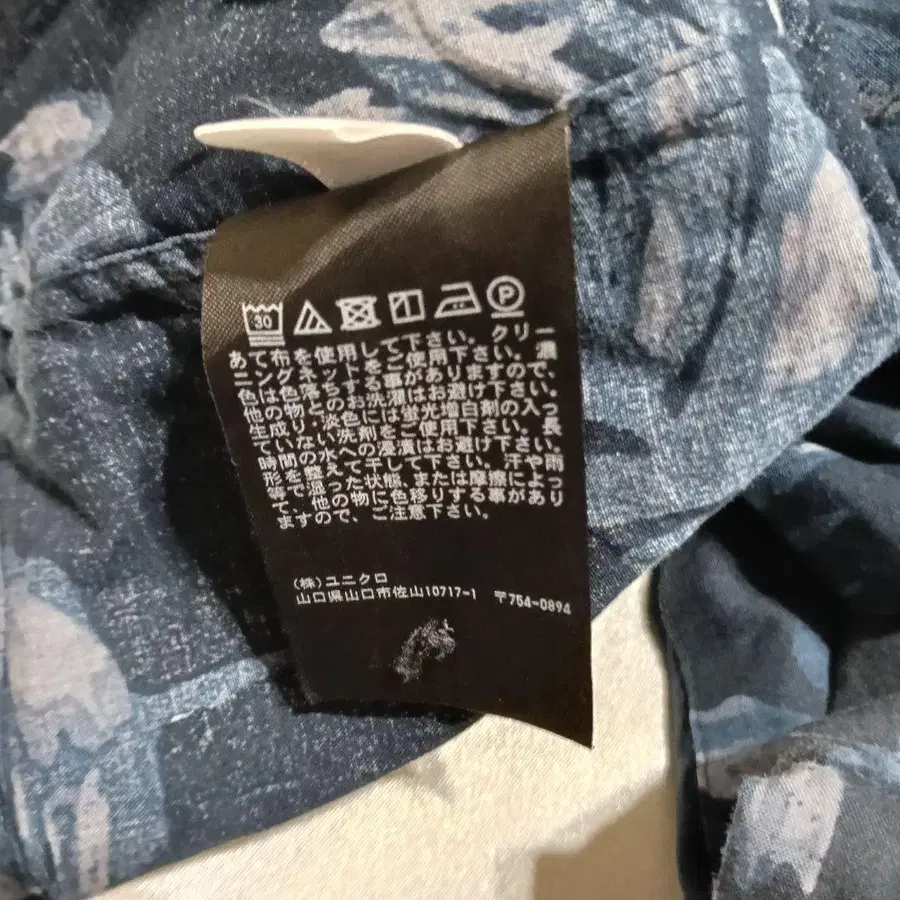 30 P
あて布を使用して下さい。クリー
ニングネットをご使用下さい。濃
色は色落ちする事がありますので、
他の物とのお洗濯はお避け下さい。
生成り・淡色には蛍光増白剤の入っ
ていない洗剤をご使用下さい。長
時間の水への浸漬はお避け下さい。
形を整えて干して下さい。汗や雨
等で湿った状態、または摩擦によっ
て、他の物に色移りする事があり
ますので、ご注意下さい。
(株)ユニクロ
山口県山口市佐山10717-1 〒754-0894